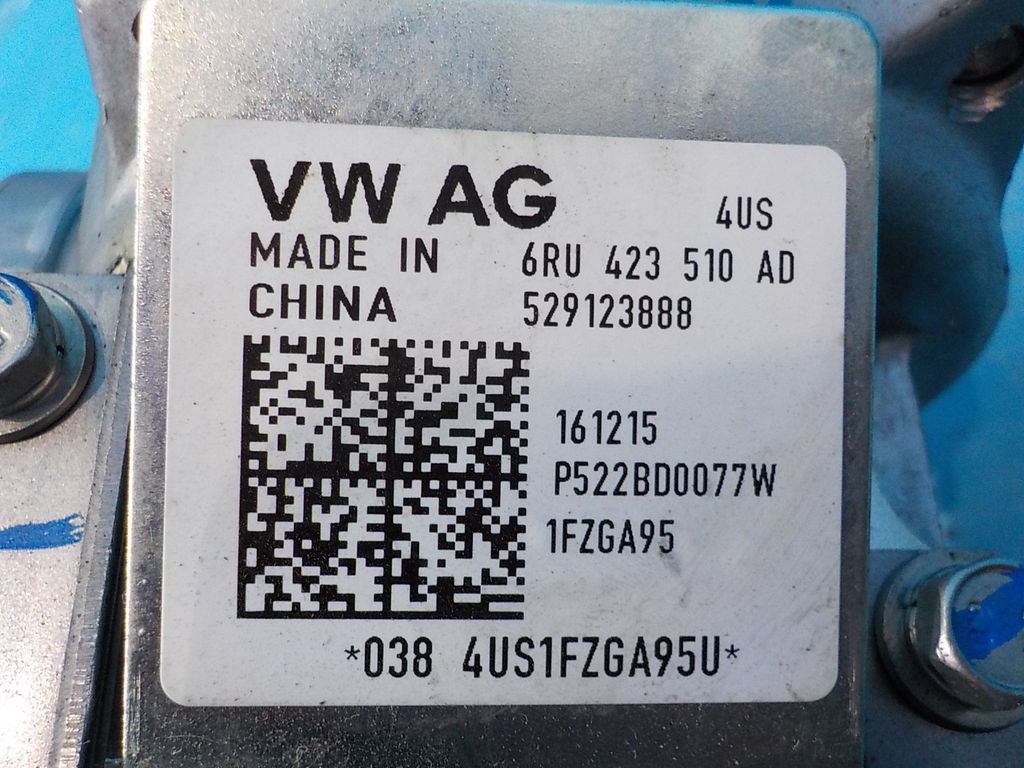 VW AG
4US
MADE IN
6RU 423 510 AD
CHINA
529123888
161215
P522BD0077W
1FZGA95
*038 4US1FZGA95U*